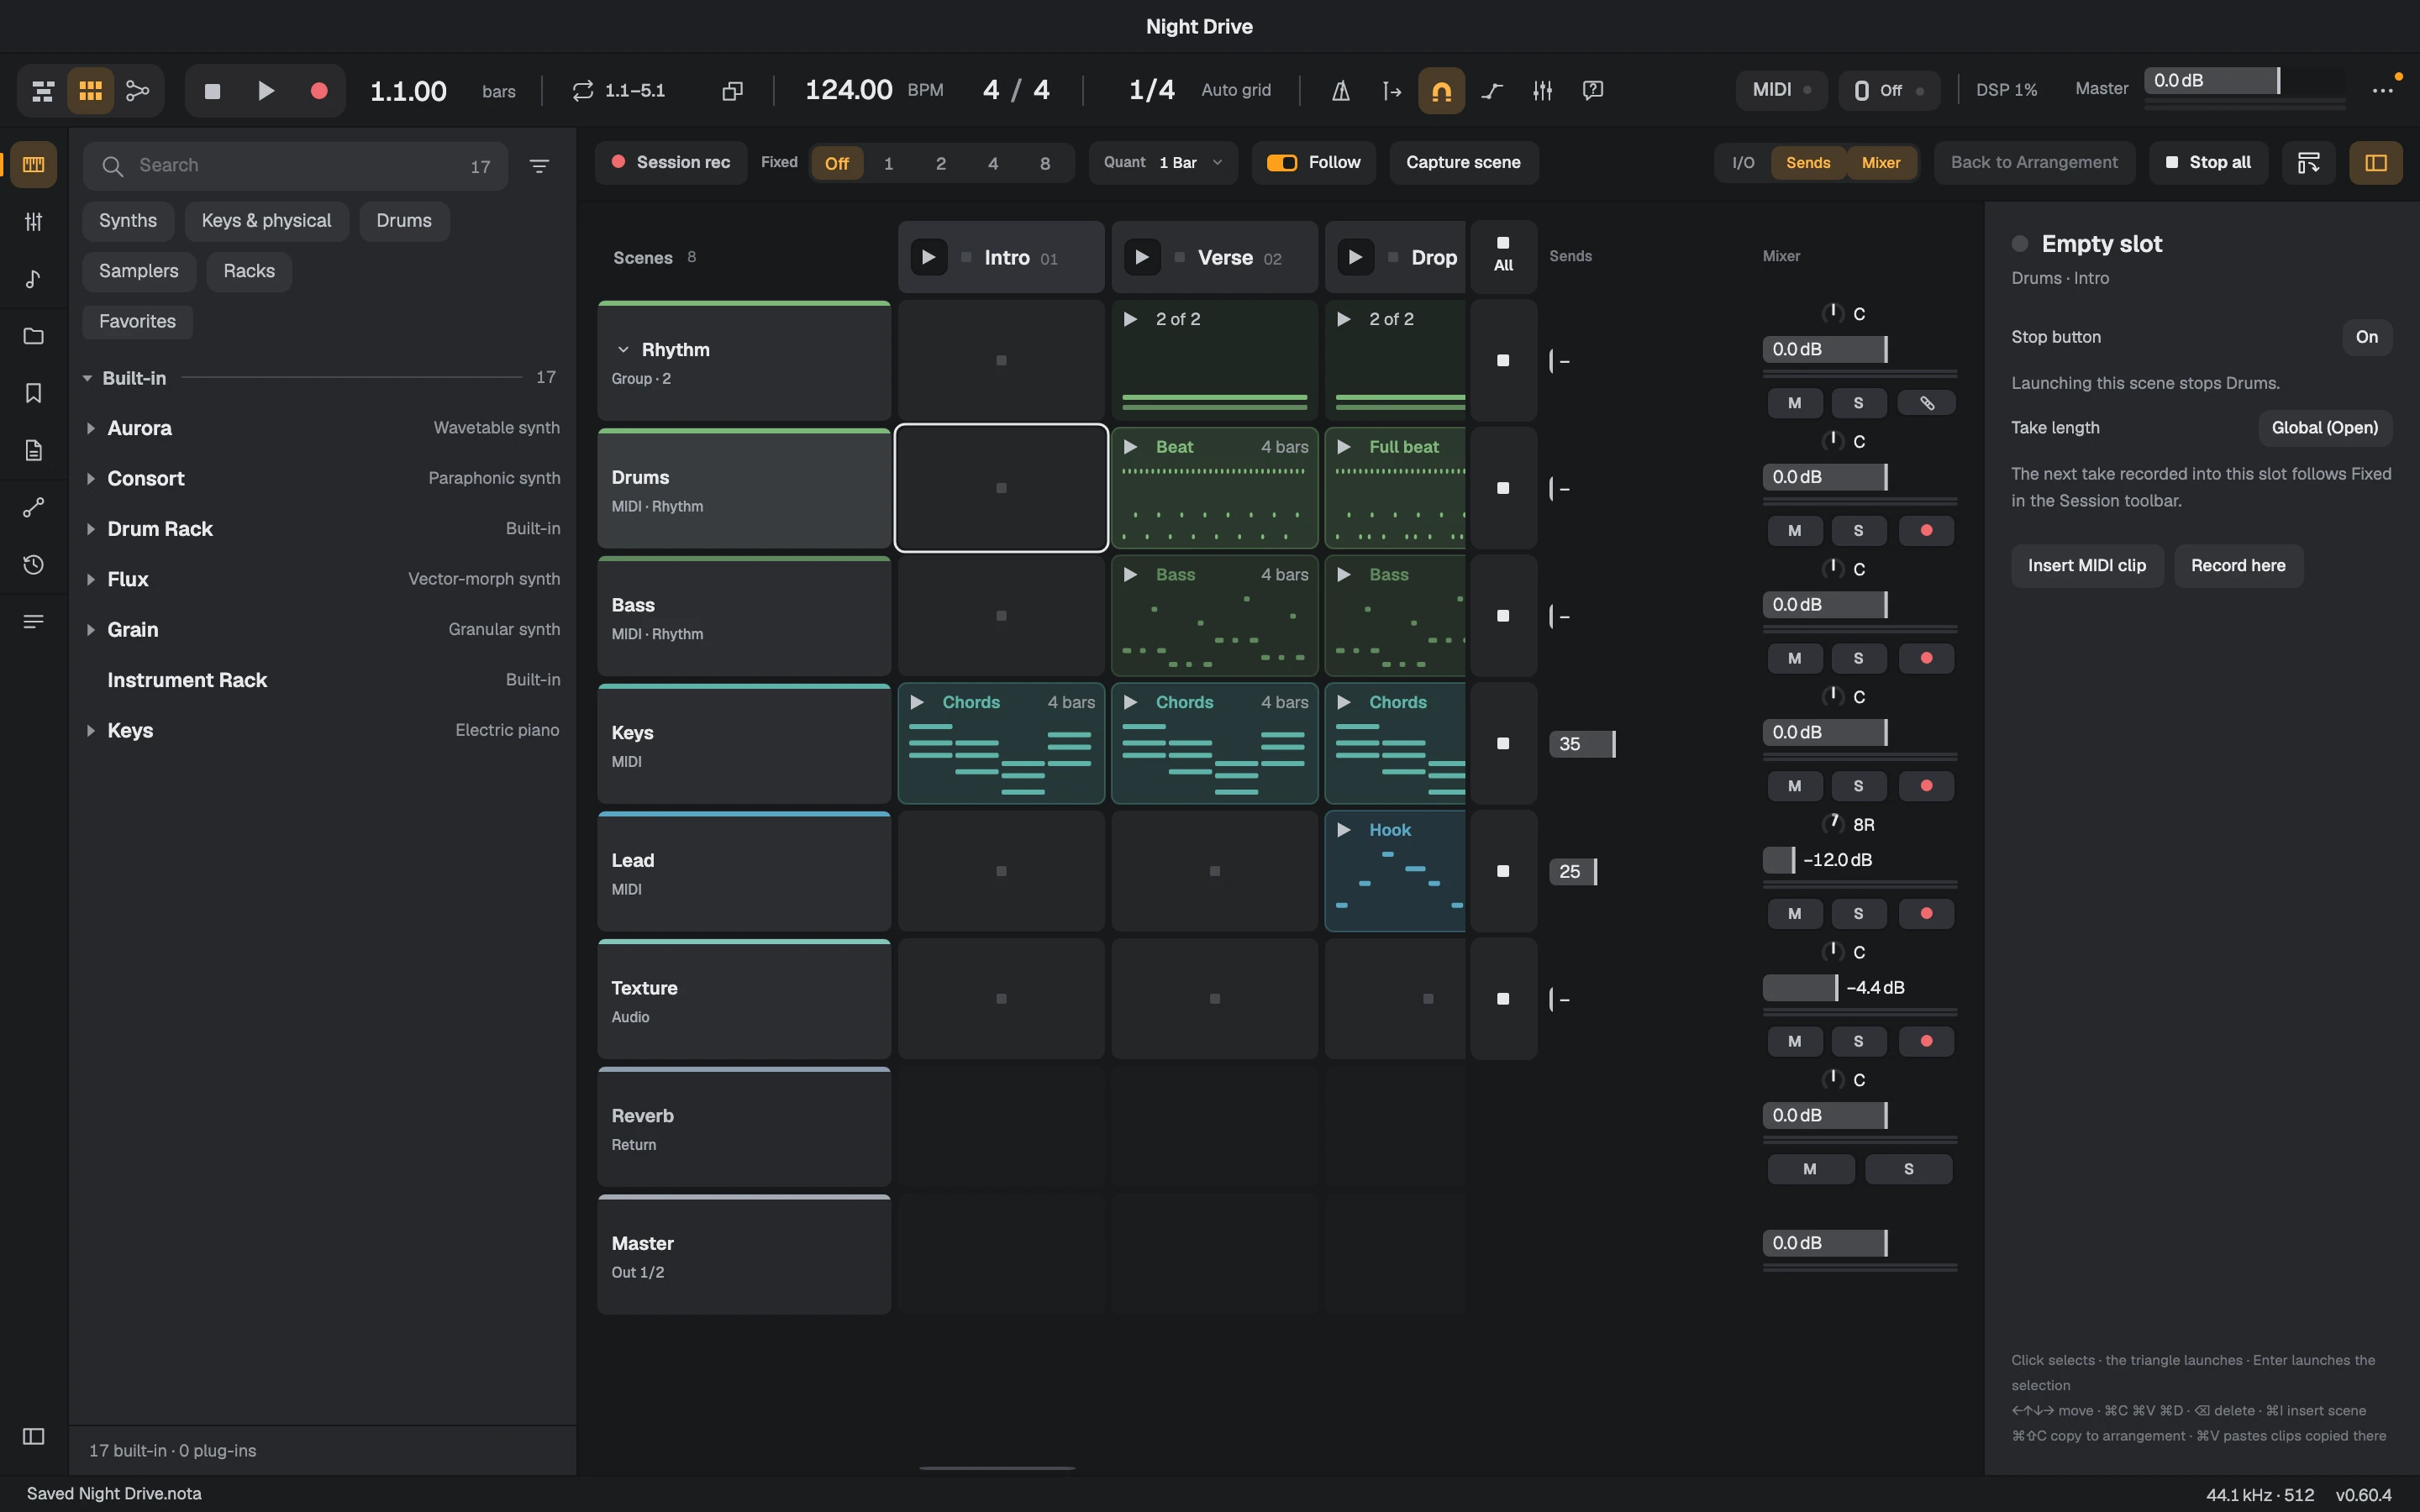 Night Drive
1.1.00 bars
1.1–5.1
124.00 BPM
4 / 4
1/4 Auto grid
MIDI
Off
DSP 1%
Master
0.0 dB
Search 17
Synths
Keys & physical
Drums
Samplers
Racks
Favorites
Built-in 17
Aurora Wavetable synth
Consort Paraphonic synth
Drum Rack Built-in
Flux Vector-morph synth
Grain Granular synth
Instrument Rack Built-in
Keys Electric piano
17 built-in · 0 plug-ins
Session rec
Fixed
Off 1 2 4 8
Quant 1 Bar
Follow
Capture scene
I/O
Sends
Mixer
Back to Arrangement
Stop all
Scenes 8
Intro 01
Verse 02
Drop
All
Sends
Mixer
Rhythm
Group · 2
2 of 2
2 of 2
–
C
0.0 dB
M S
Drums
MIDI · Rhythm
Beat 4 bars
Full beat
–
C
0.0 dB
M S
Bass
MIDI · Rhythm
Bass 4 bars
Bass
–
C
0.0 dB
M S
Keys
MIDI
Chords 4 bars
Chords 4 bars
Chords
35
C
0.0 dB
M S
Lead
MIDI
Hook
25
8R
–12.0 dB
M S
Texture
Audio
–
C
–4.4 dB
M S
Reverb
Return
C
0.0 dB
M S
Master
Out 1/2
0.0 dB
Empty slot
Drums · Intro
Stop button On
Launching this scene stops Drums.
Take length Global (Open)
The next take recorded into this slot follows Fixed
in the Session toolbar.
Insert MIDI clip
Record here
Click selects · the triangle launches · Enter launches the
selection
←↑↓→ move · ⌘C ⌘V ⌘D · ⌫ delete · ⌘I insert scene
⌘⇧C copy to arrangement · ⌘V pastes clips copied there
Saved Night Drive.nota
44.1 kHz · 512 v0.60.4